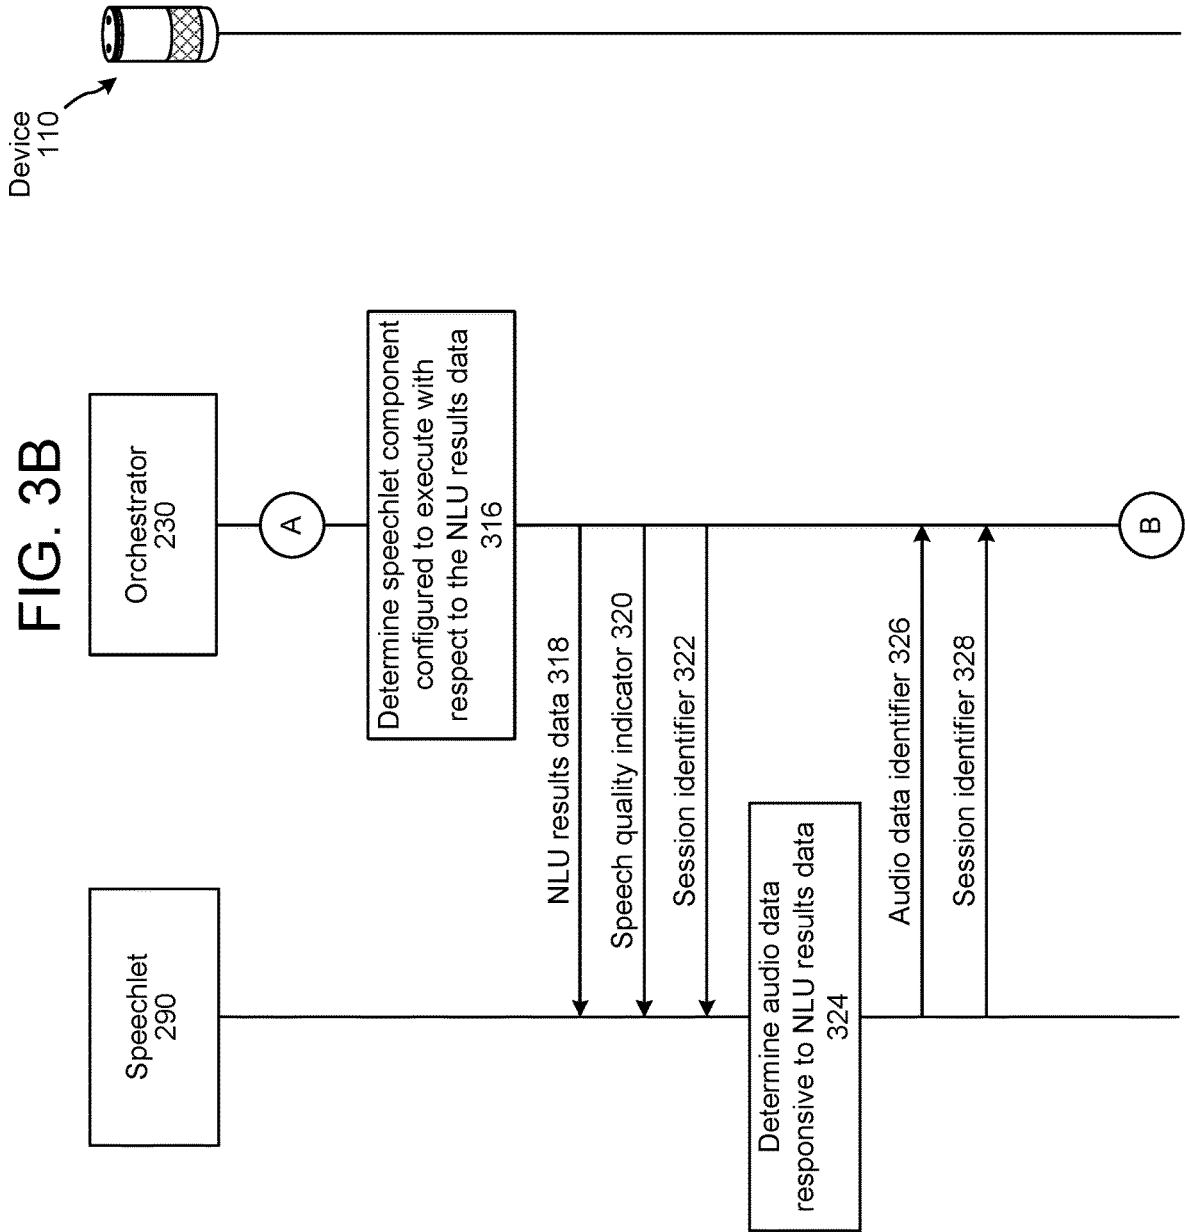 FIG. 3B
Speechlet
290
Orchestrator
230
Device
110
A
Determine speechlet component
configured to execute with
respect to the NLU results data
316
NLU results data 318
Speech quality indicator 320
Session identifier 322
Determine audio data
responsive to NLU results data
324
Audio data identifier 326
Session identifier 328
B